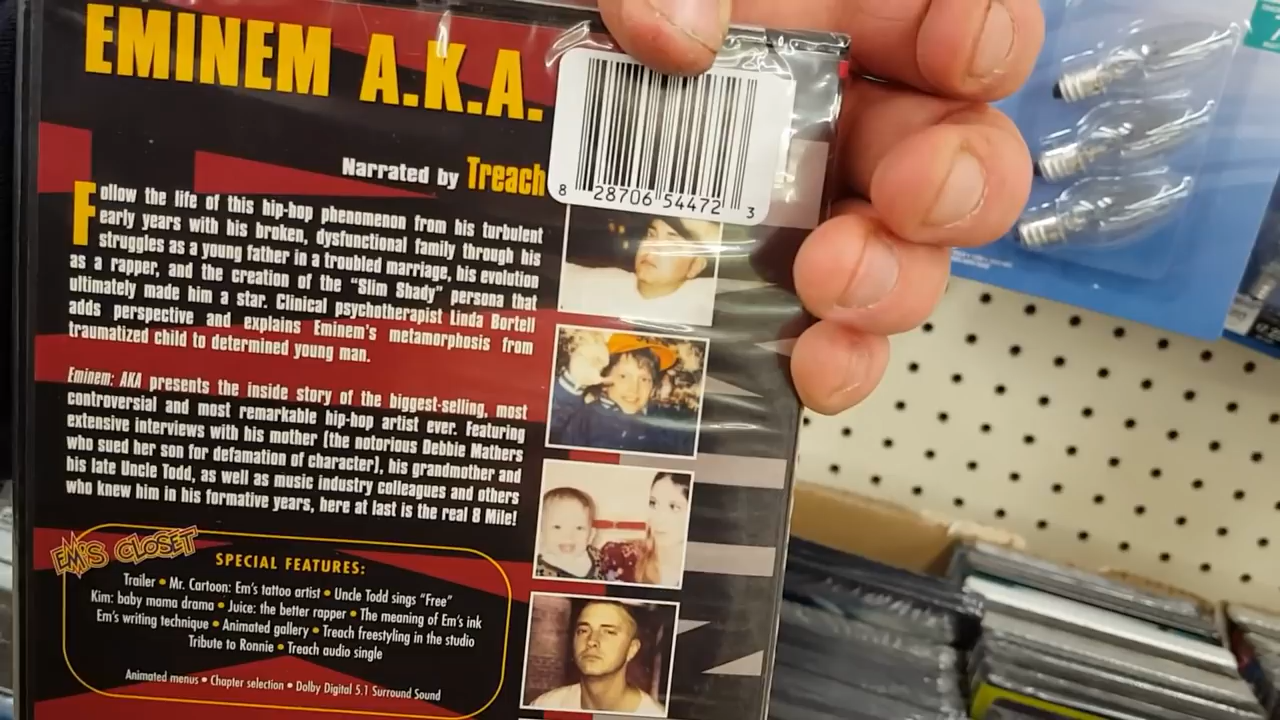 EMINEM A.K.A.
8 28706 54472 3
Narrated by Treach
Follow the life of this hip-hop phenomenon from his turbulent
early years with his broken, dysfunctional family through his
struggles as a young father in a troubled marriage, his evolution
as a rapper, and the creation of the "Slim Shady" persona that
ultimately made him a star. Clinical psychotherapist Linda Bortell
adds perspective and explains Eminem's metamorphosis from
traumatized child to determined young man.
Eminem: AKA presents the inside story of the biggest-selling, most
controversial and most remarkable hip-hop artist ever. Featuring
extensive interviews with his mother (the notorious Debbie Mathers
who sued her son for defamation of character), his grandmother and
his late Uncle Todd, as well as music industry colleagues and others
who knew him in his formative years, here at last is the real 8 Mile!
EM'S CLOSET
SPECIAL FEATURES:
Trailer • Mr. Cartoon: Em's tattoo artist • Uncle Todd sings "Free"
Kim: baby mama drama • Juice: the better rapper • The meaning of Em's ink
Em's writing technique • Animated gallery • Treach freestyling in the studio
Tribute to Ronnie • Treach audio single
Animated menus • Chapter selection • Dolby Digital 5.1 Surround Sound